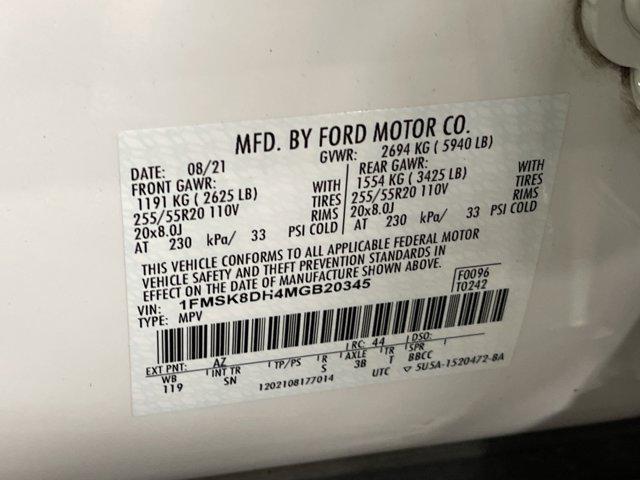 MFD. BY FORD MOTOR CO.
DATE: 08/21 GVWR: 2694 KG ( 5940 LB)
FRONT GAWR: REAR GAWR:
1191 KG ( 2625 LB) WITH 1554 KG ( 3425 LB) WITH
255/55R20 110V TIRES 255/55R20 110V TIRES
20x8.0J RIMS 20x8.0J RIMS
AT 230 kPa/ 33 PSI COLD AT 230 kPa/ 33 PSI COLD
THIS VEHICLE CONFORMS TO ALL APPLICABLE FEDERAL MOTOR
VEHICLE SAFETY AND THEFT PREVENTION STANDARDS IN
EFFECT ON THE DATE OF MANUFACTURE SHOWN ABOVE.
VIN: 1FMSK8DH4MGB20345 F0096
TYPE: MPV T0242
EXT PNT: AZ RC: 44 DSO:
WB INT TR TP/PS R AXLE TR SPR
119 SN S 3B T BBCC
1202108177014 UTC ▽ 5U5A-1520472-BA